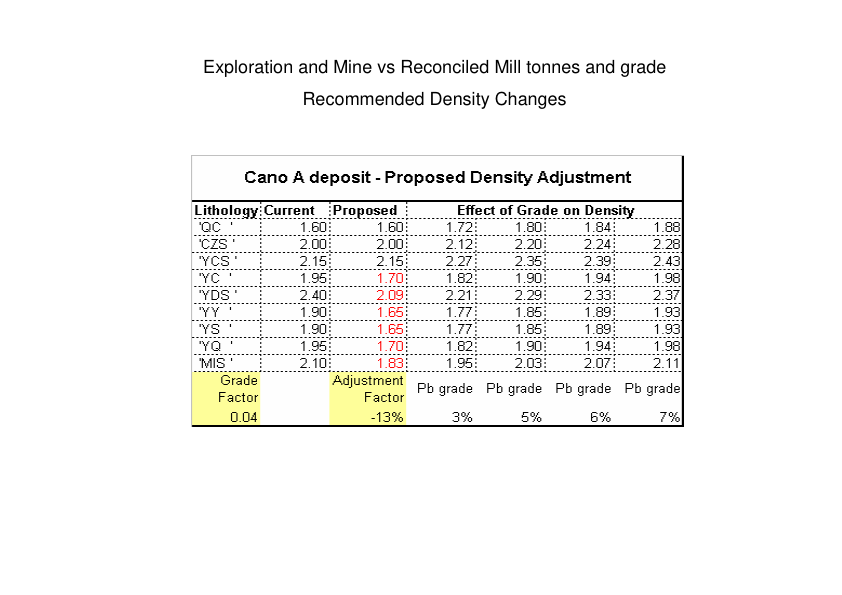 Exploration and Mine vs Reconciled Mill tonnes and grade
Recommended Density Changes
Cano A deposit - Proposed Density Adjustment
Lithology Current Proposed Effect of Grade on Density
'QC ' 1.60 1.60 1.72 1.80 1.84 1.88
'CZS ' 2.00 2.00 2.12 2.20 2.24 2.28
'YCS ' 2.15 2.15 2.27 2.35 2.39 2.43
'YC ' 1.95 1.70 1.82 1.90 1.94 1.98
'YDS ' 2.40 2.09 2.21 2.29 2.33 2.37
'YY ' 1.90 1.65 1.77 1.85 1.89 1.93
'YS ' 1.90 1.65 1.77 1.85 1.89 1.93
'YQ ' 1.95 1.70 1.82 1.90 1.94 1.98
'MIS ' 2.10 1.83 1.95 2.03 2.07 2.11
Grade Adjustment
Factor Factor Pb grade Pb grade Pb grade Pb grade
0.04 -13% 3% 5% 6% 7%